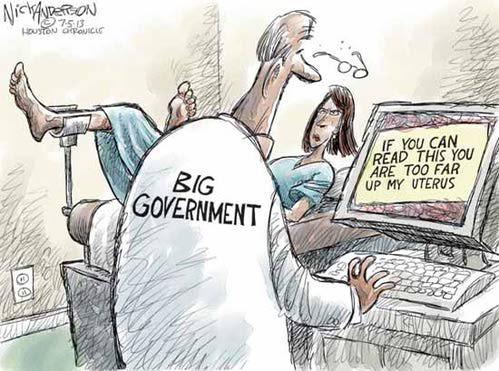 NICK ANDERSON
© 7-5-13
HOUSTON CHRONICLE
BIG
GOVERNMENT
IF YOU CAN
READ THIS YOU
ARE TOO FAR
UP MY UTERUS